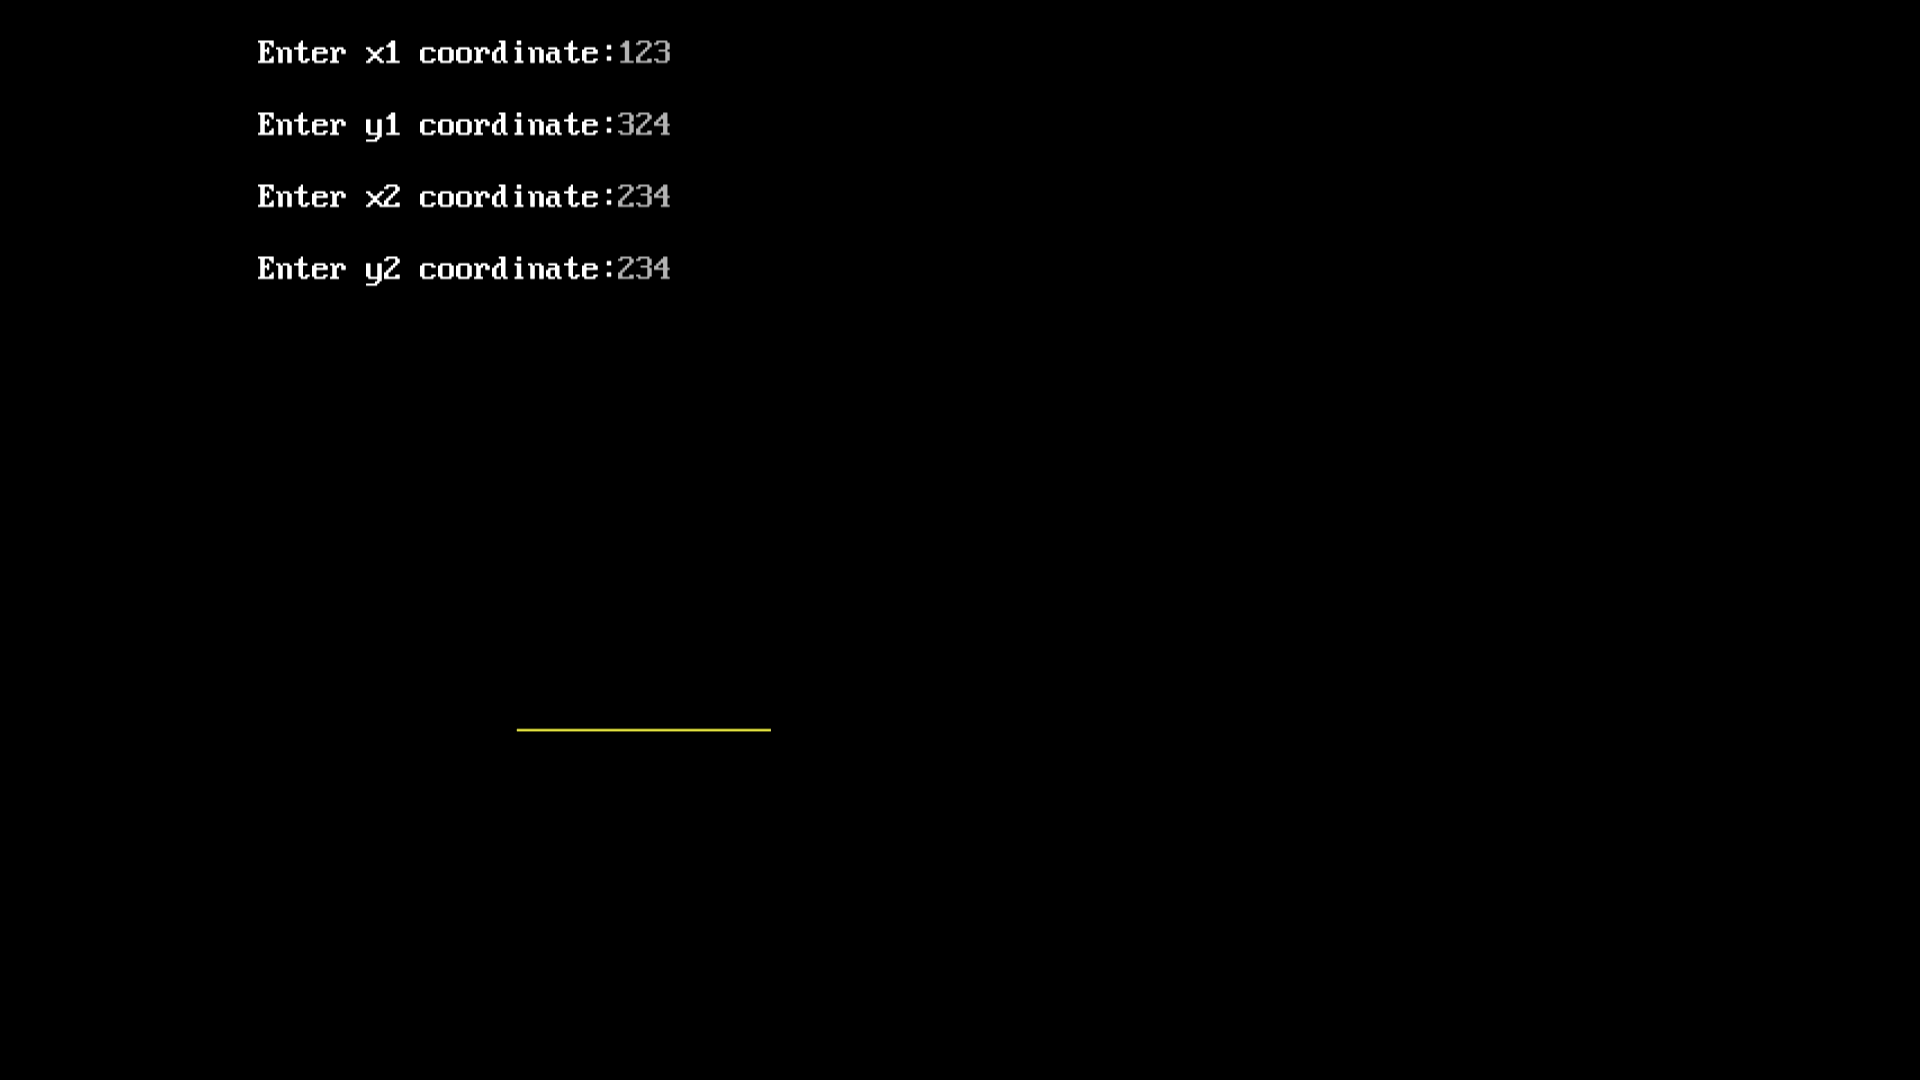 Enter x1 coordinate:123
Enter y1 coordinate:324
Enter x2 coordinate:234
Enter y2 coordinate:234